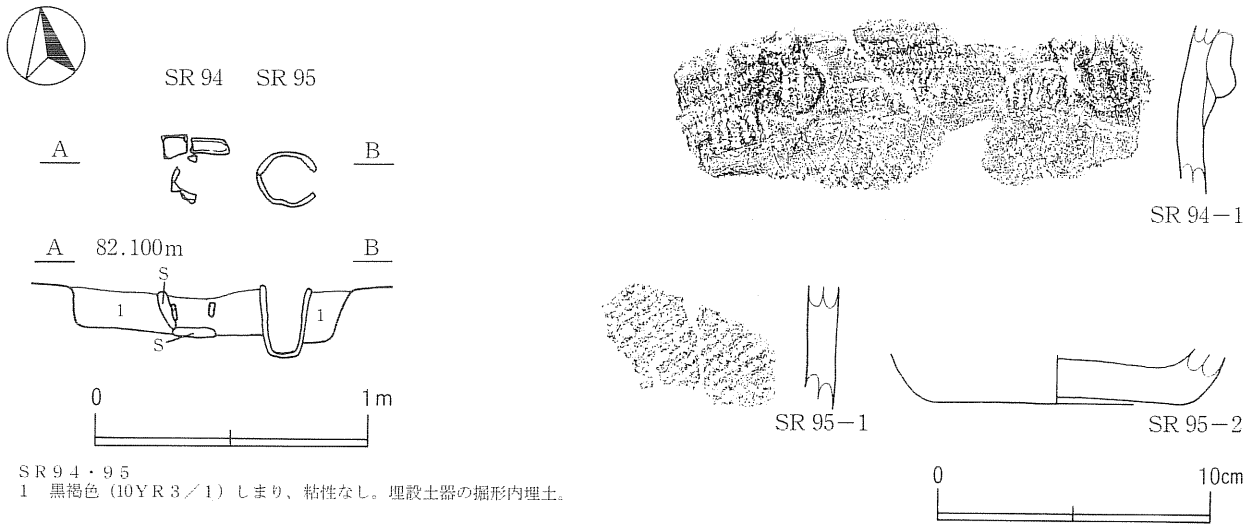 SR 94 SR 95
A B
A 82.100m B
S
1 1
S
0 1m
SR94・95
1 黒褐色（10YR3／1）しまり、粘性なし。埋設土器の掘形内埋土。
SR 94－1
SR 95－1
SR 95－2
0 10cm